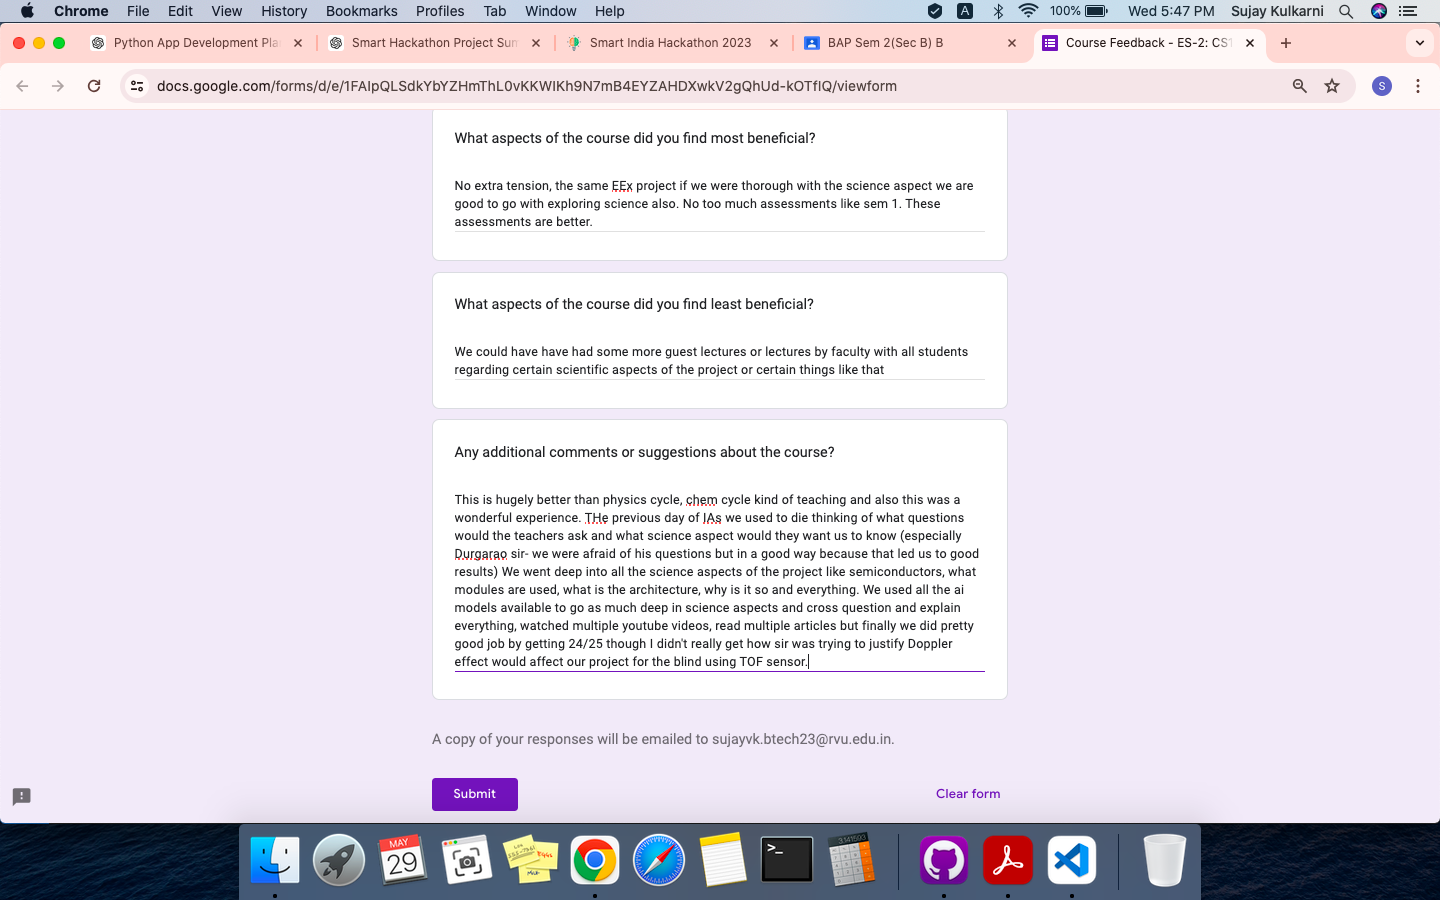 Chrome File Edit View History Bookmarks Profiles Tab Window Help A 100% Wed 5:47 PM Sujay Kulkarni
Python App Development Pla Smart Hackathon Project Sum Smart India Hackathon 2023 BAP Sem 2(Sec B) B Course Feedback - ES-2: CS1
docs.google.com/forms/d/e/1FAIpQLSdkYbYZHmThL0vKKWIKh9N7mB4EYZAHDXwkV2gQhUd-kOTflQ/viewform S
What aspects of the course did you find most beneficial?
No extra tension, the same EEx project if we were thorough with the science aspect we are
good to go with exploring science also. No too much assessments like sem 1. These
assessments are better.
What aspects of the course did you find least beneficial?
We could have have had some more guest lectures or lectures by faculty with all students
regarding certain scientific aspects of the project or certain things like that
Any additional comments or suggestions about the course?
This is hugely better than physics cycle, chem cycle kind of teaching and also this was a
wonderful experience. THe previous day of IAs we used to die thinking of what questions
would the teachers ask and what science aspect would they want us to know (especially
Durgarao sir- we were afraid of his questions but in a good way because that led us to good
results) We went deep into all the science aspects of the project like semiconductors, what
modules are used, what is the architecture, why is it so and everything. We used all the ai
models available to go as much deep in science aspects and cross question and explain
everything, watched multiple youtube videos, read multiple articles but finally we did pretty
good job by getting 24/25 though I didn't really get how sir was trying to justify Doppler
effect would affect our project for the blind using TOF sensor.
A copy of your responses will be emailed to sujayvk.btech23@rvu.edu.in.
Submit Clear form
MAY
29